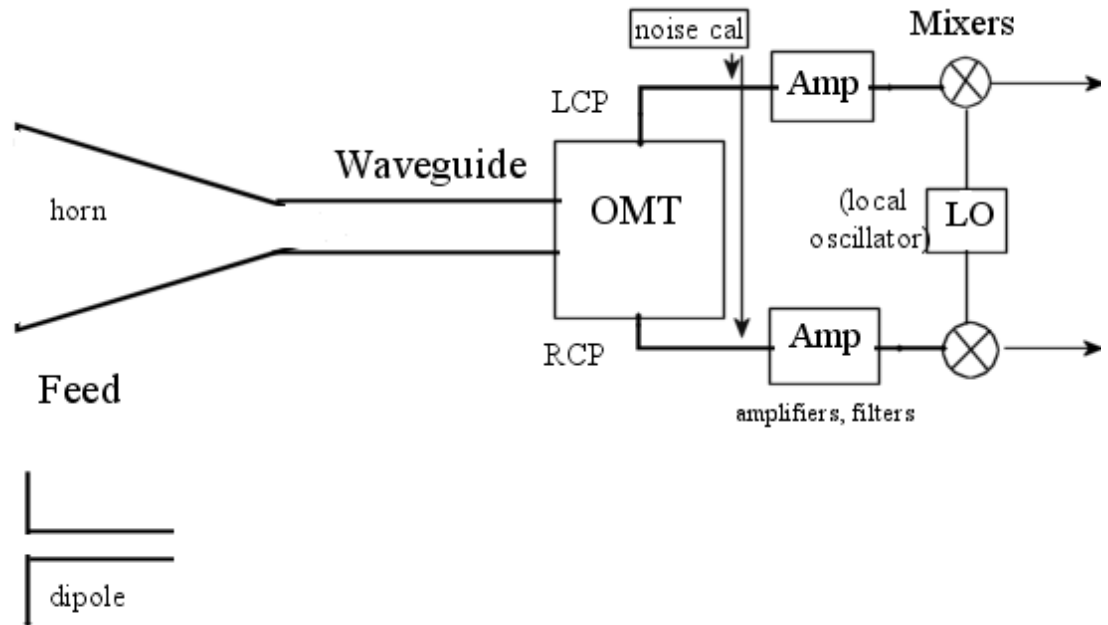 Mixers
noise cal
Amp
LCP
Waveguide
horn
OMT
(local
oscillator)
LO
RCP
Amp
Feed
amplifiers, filters
dipole